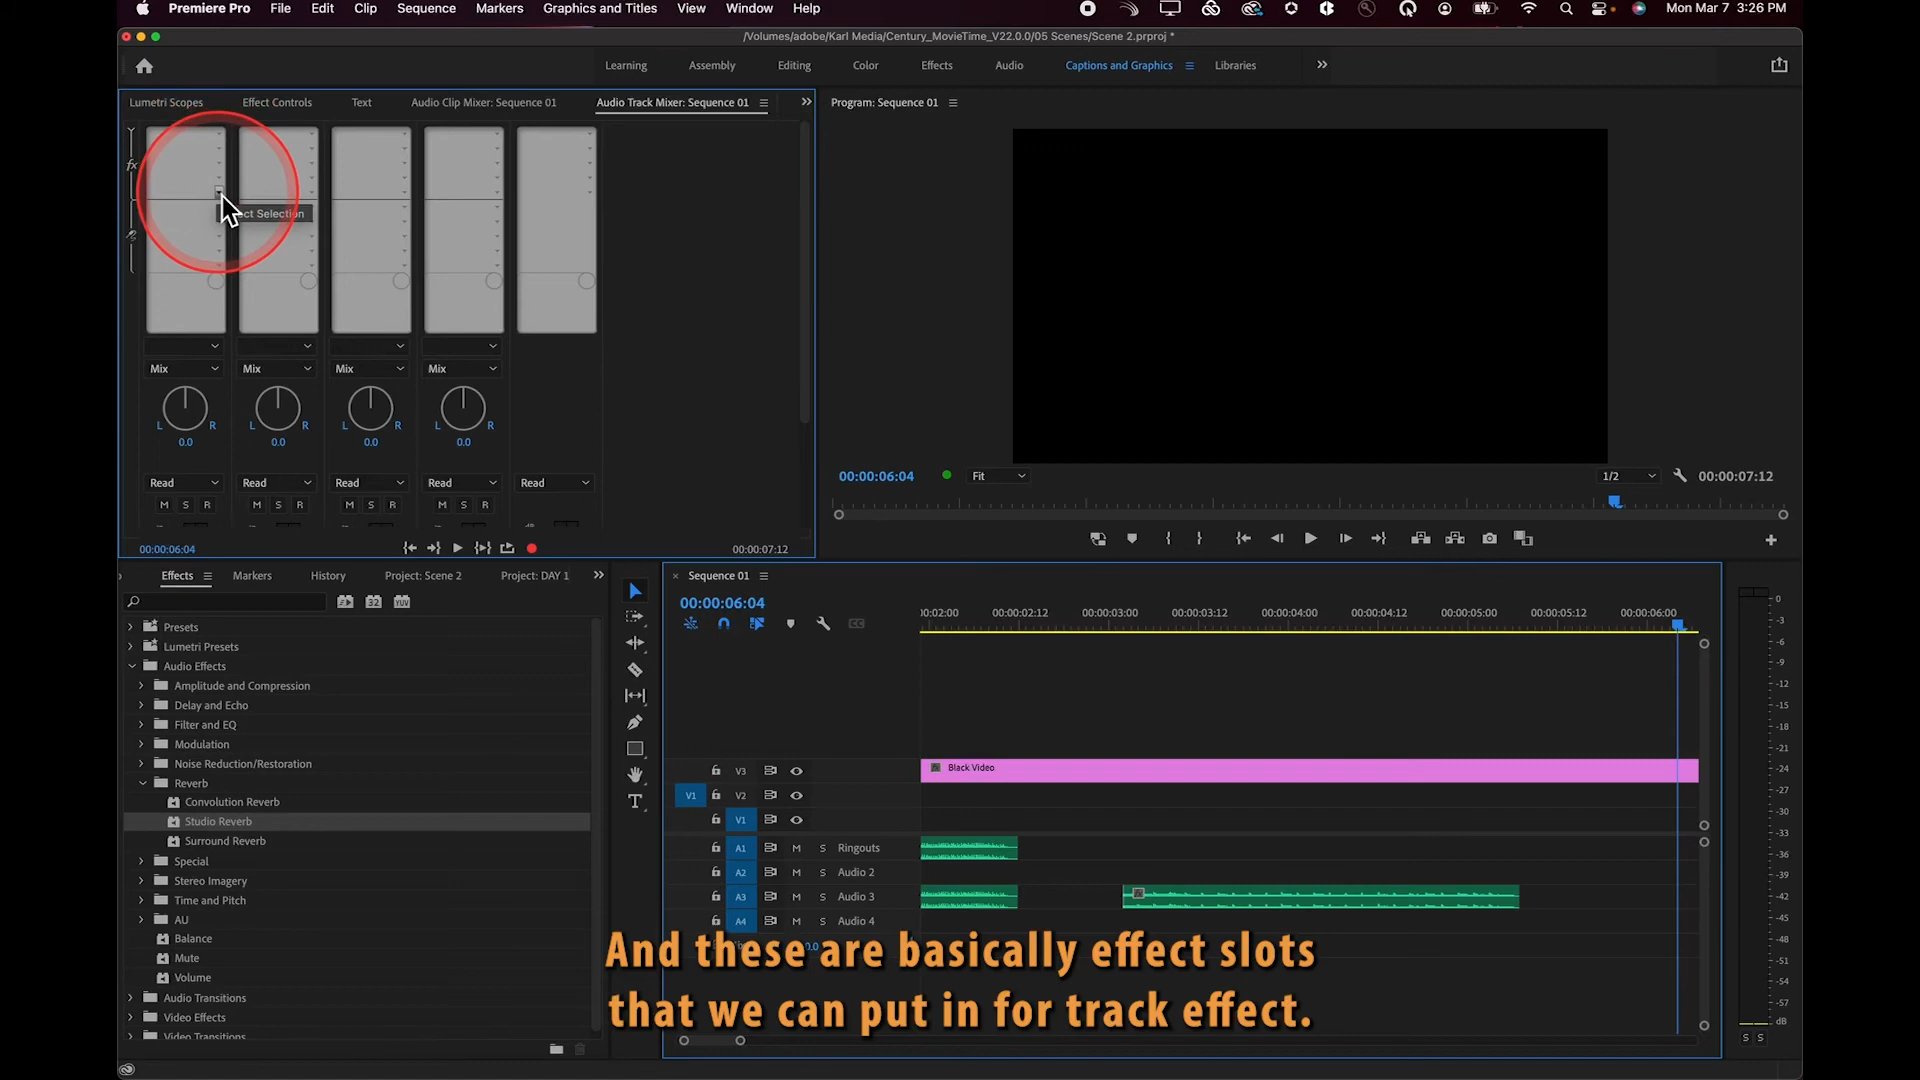 Premiere Pro File Edit Clip Sequence Markers Graphics and Titles View Window Help Mon Mar 7 3:26 PM
/Volumes/adobe/Karl Media/Century_MovieTime_V22.0.0/05 Scenes/Scene 2.prproj *
Learning Assembly Editing Color Effects Audio Captions and Graphics Libraries
Lumetri Scopes Effect Controls Text Audio Clip Mixer: Sequence 01 Audio Track Mixer: Sequence 01
Program: Sequence 01
fx
ect Selection
Mix Mix Mix Mix
L R L R L R L R
0.0 0.0 0.0 0.0
Read Read Read Read Read
M S R M S R M S R M S R
00:00:06:04 00:00:07:12
00:00:06:04 Fit 1/2 00:00:07:12
Effects Markers History Project: Scene 2 Project: DAY 1
32 YUV
Presets
Lumetri Presets
Audio Effects
Amplitude and Compression
Delay and Echo
Filter and EQ
Modulation
Noise Reduction/Restoration
Reverb
Convolution Reverb
Studio Reverb
Surround Reverb
Special
Stereo Imagery
Time and Pitch
AU
Balance
Mute
Volume
Audio Transitions
Video Effects
Video Transitions
Sequence 01
00:00:06:04
00:02:00 00:00:02:12 00:00:03:00 00:00:03:12 00:00:04:00 00:00:04:12 00:00:05:00 00:00:05:12 00:00:06:00
CC
V3 Black Video
V1 V2
V1
A1 M S Ringouts
A2 M S Audio 2
A3 M S Audio 3
A4 M S Audio 4
0
-3
-6
-9
-12
-15
-18
-21
-24
-27
-30
-33
-36
-39
-42
-45
-48
-51
-54
-57
dB
S S
And these are basically effect slots
that we can put in for track effect.